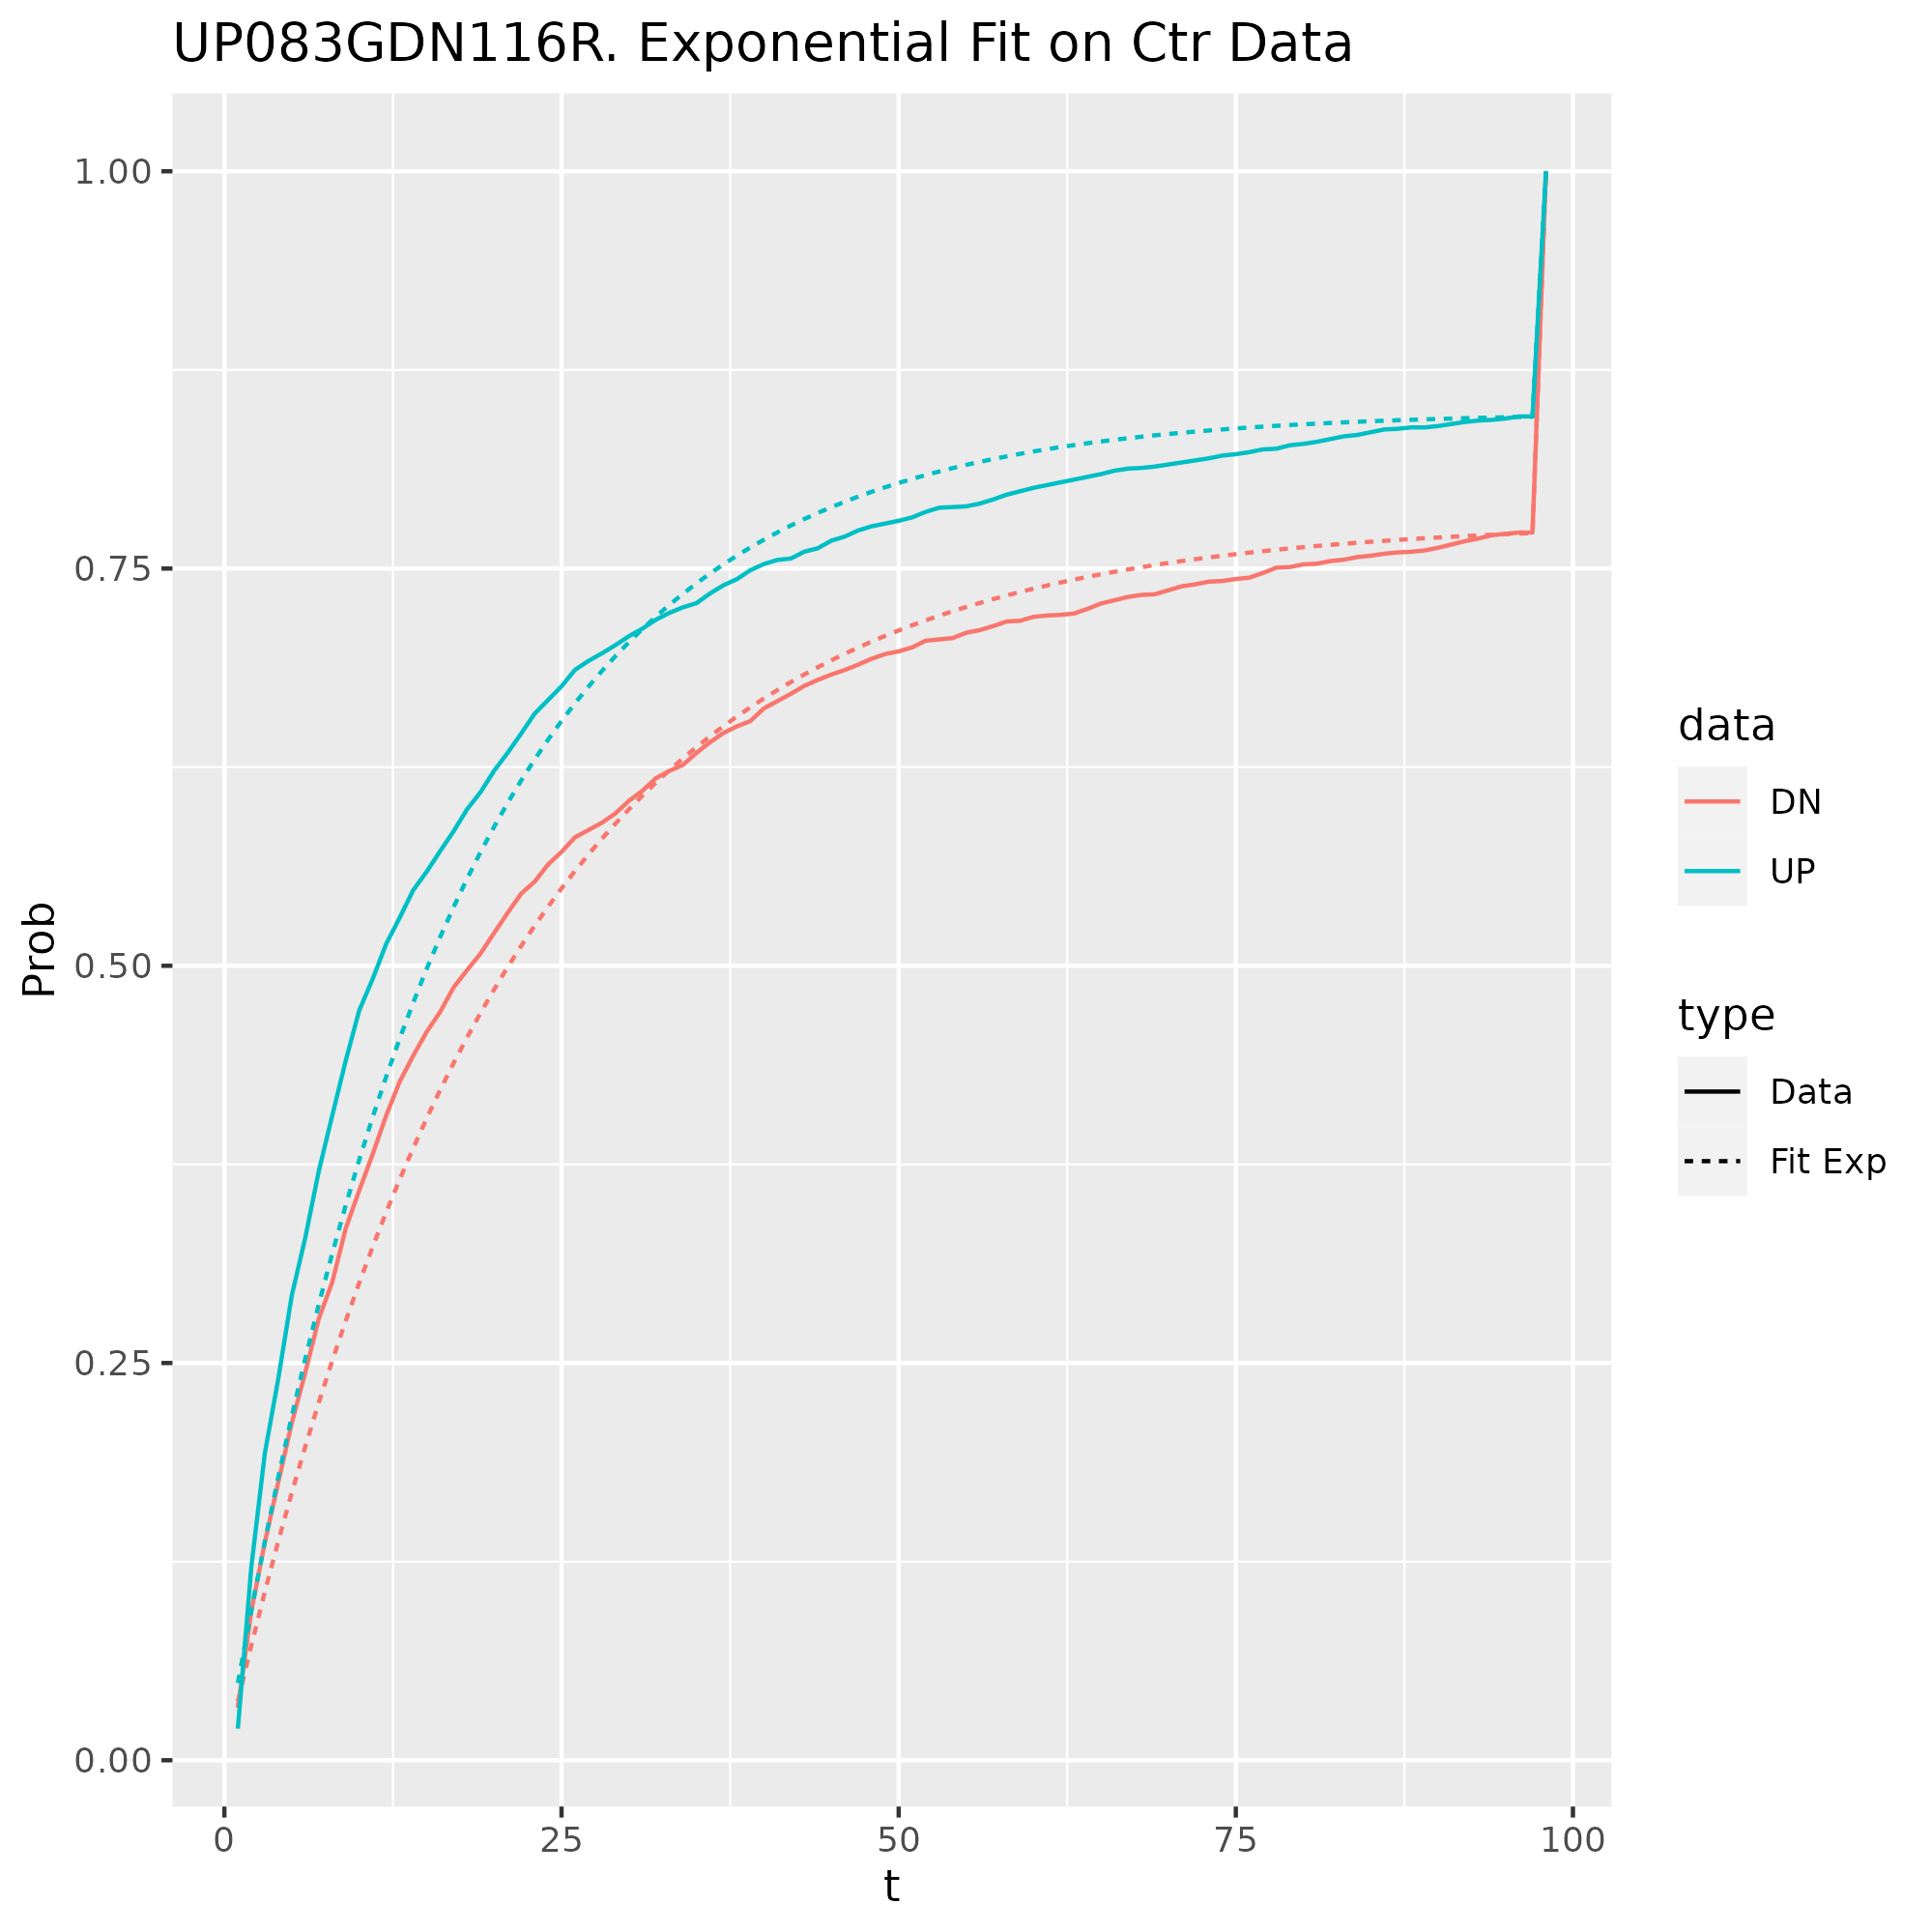 UP083GDN116R. Exponential Fit on Ctr Data
1.00
0.75
0.50
0.25
0.00
Prob
0 25 50 75 100
t
data
DN
UP
type
Data
Fit Exp